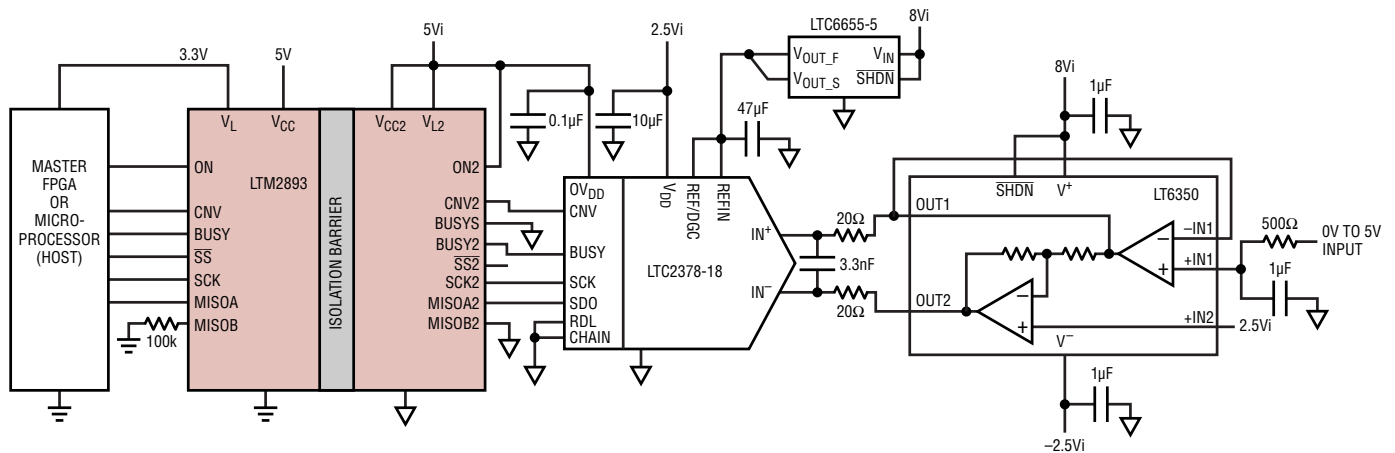 3.3V
5V
5Vi
2.5Vi
LTC6655-5
8Vi
VOUT_F
VIN
VOUT_S
SHDN
8Vi
1µF
0.1µF
10µF
47µF
MASTER
FPGA
OR
MICRO-
PROCESSOR
(HOST)
VL
VCC
VCC2
VL2
LTM2893
ISOLATION BARRIER
ON
CNV
BUSY
SS
SCK
MISOA
MISOB
100k
ON2
CNV2
BUSYS
BUSY2
SS2
SCK2
MISOA2
MISOB2
OVDD
VDD
REF/DGC
REFIN
CNV
BUSY
SCK
SDO
RDL
CHAIN
LTC2378-18
IN+
IN−
20Ω
3.3nF
20Ω
SHDN
V+
LT6350
OUT1
OUT2
−IN1
−
+IN1
+
−
+
+IN2
2.5Vi
V−
500Ω
0V TO 5V
INPUT
1µF
1µF
−2.5Vi